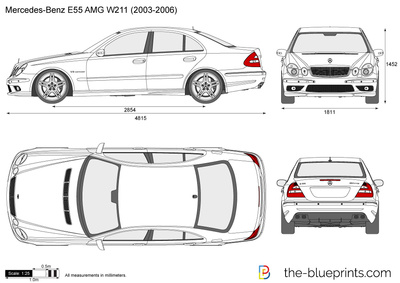 Mercedes-Benz E55 AMG W211 (2003-2006)
1452
2854
4815
1811
0.5m
Scale 1:25
1.0m
All measurements in millimeters
the-blueprints.com